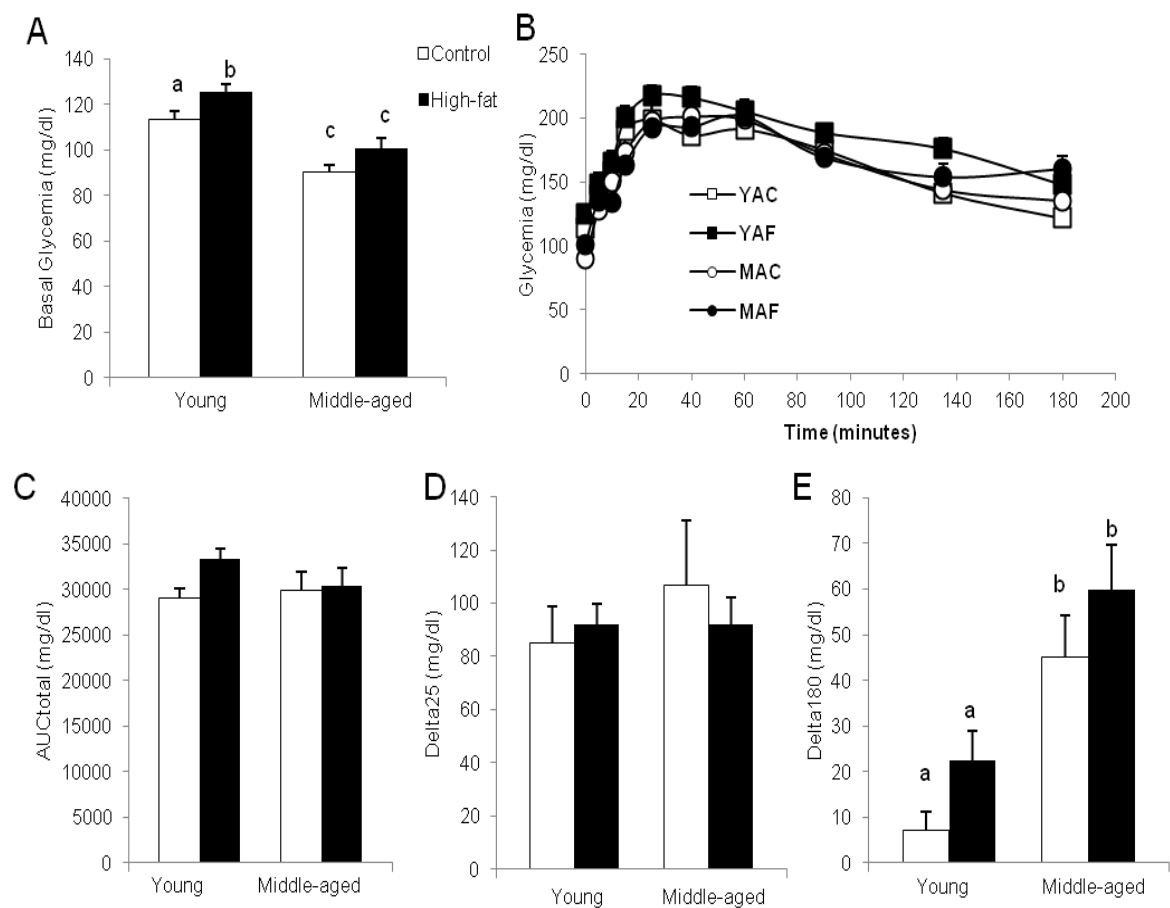 A
Basal Glycemia (mg/dl)
140
120
100
80
60
40
20
0
a
b
c
c
Young
Middle-aged
Control
High-fat
B
Glycemia (mg/dl)
250
200
150
100
50
0
YAC
YAF
MAC
MAF
0 20 40 60 80 100 120 140 160 180 200
Time (minutes)
C
AUCtotal (mg/dl)
40000
35000
30000
25000
20000
15000
10000
5000
0
Young
Middle-aged
D
Delta25 (mg/dl)
140
120
100
80
60
40
20
0
Young
Middle-aged
E
Delta180 (mg/dl)
80
70
60
50
40
30
20
10
0
a
a
b
b
Young
Middle-aged